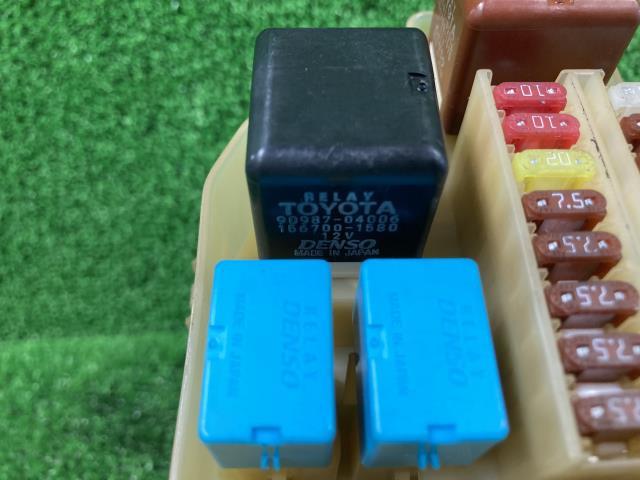 RELAY
TOYOTA
90987-04006
156700-1580
12V
DENSO
MADE IN JAPAN
RELAY
DENSO
MADE IN JAPAN
RELAY
DENSO
MADE IN JAPAN
10
10
20
7.5
7.5
7.5
7.5
7.5